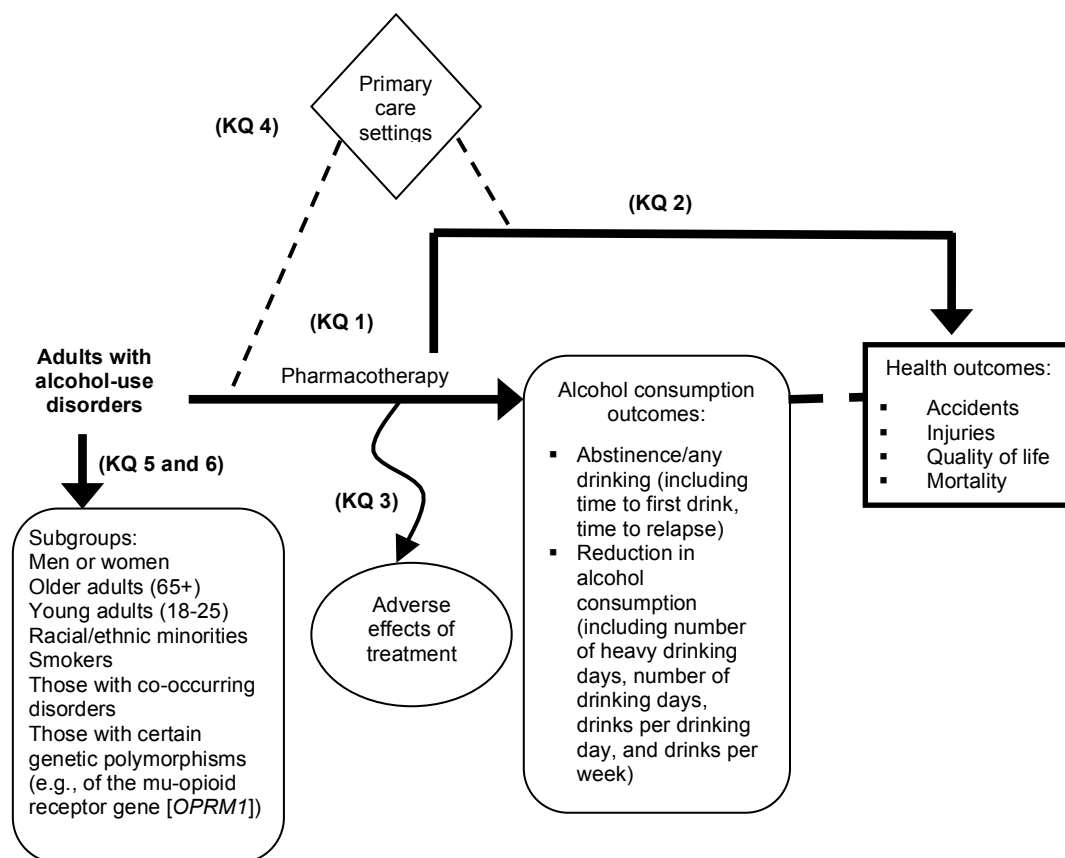 Primary
care
settings
(KQ 4)
(KQ 2)
(KQ 1)
Adults with
alcohol-use
disorders
Pharmacotherapy
(KQ 5 and 6)
(KQ 3)
Subgroups:
Men or women
Older adults (65+)
Young adults (18-25)
Racial/ethnic minorities
Smokers
Those with co-occurring
disorders
Those with certain
genetic polymorphisms
(e.g., of the mu-opioid
receptor gene [OPRM1])
Adverse
effects of
treatment
Alcohol consumption
outcomes:
▪ Abstinence/any
drinking (including
time to first drink,
time to relapse)
▪ Reduction in
alcohol
consumption
(including number
of heavy drinking
days, number of
drinking days,
drinks per drinking
day, and drinks per
week)
Health outcomes:
▪ Accidents
▪ Injuries
▪ Quality of life
▪ Mortality